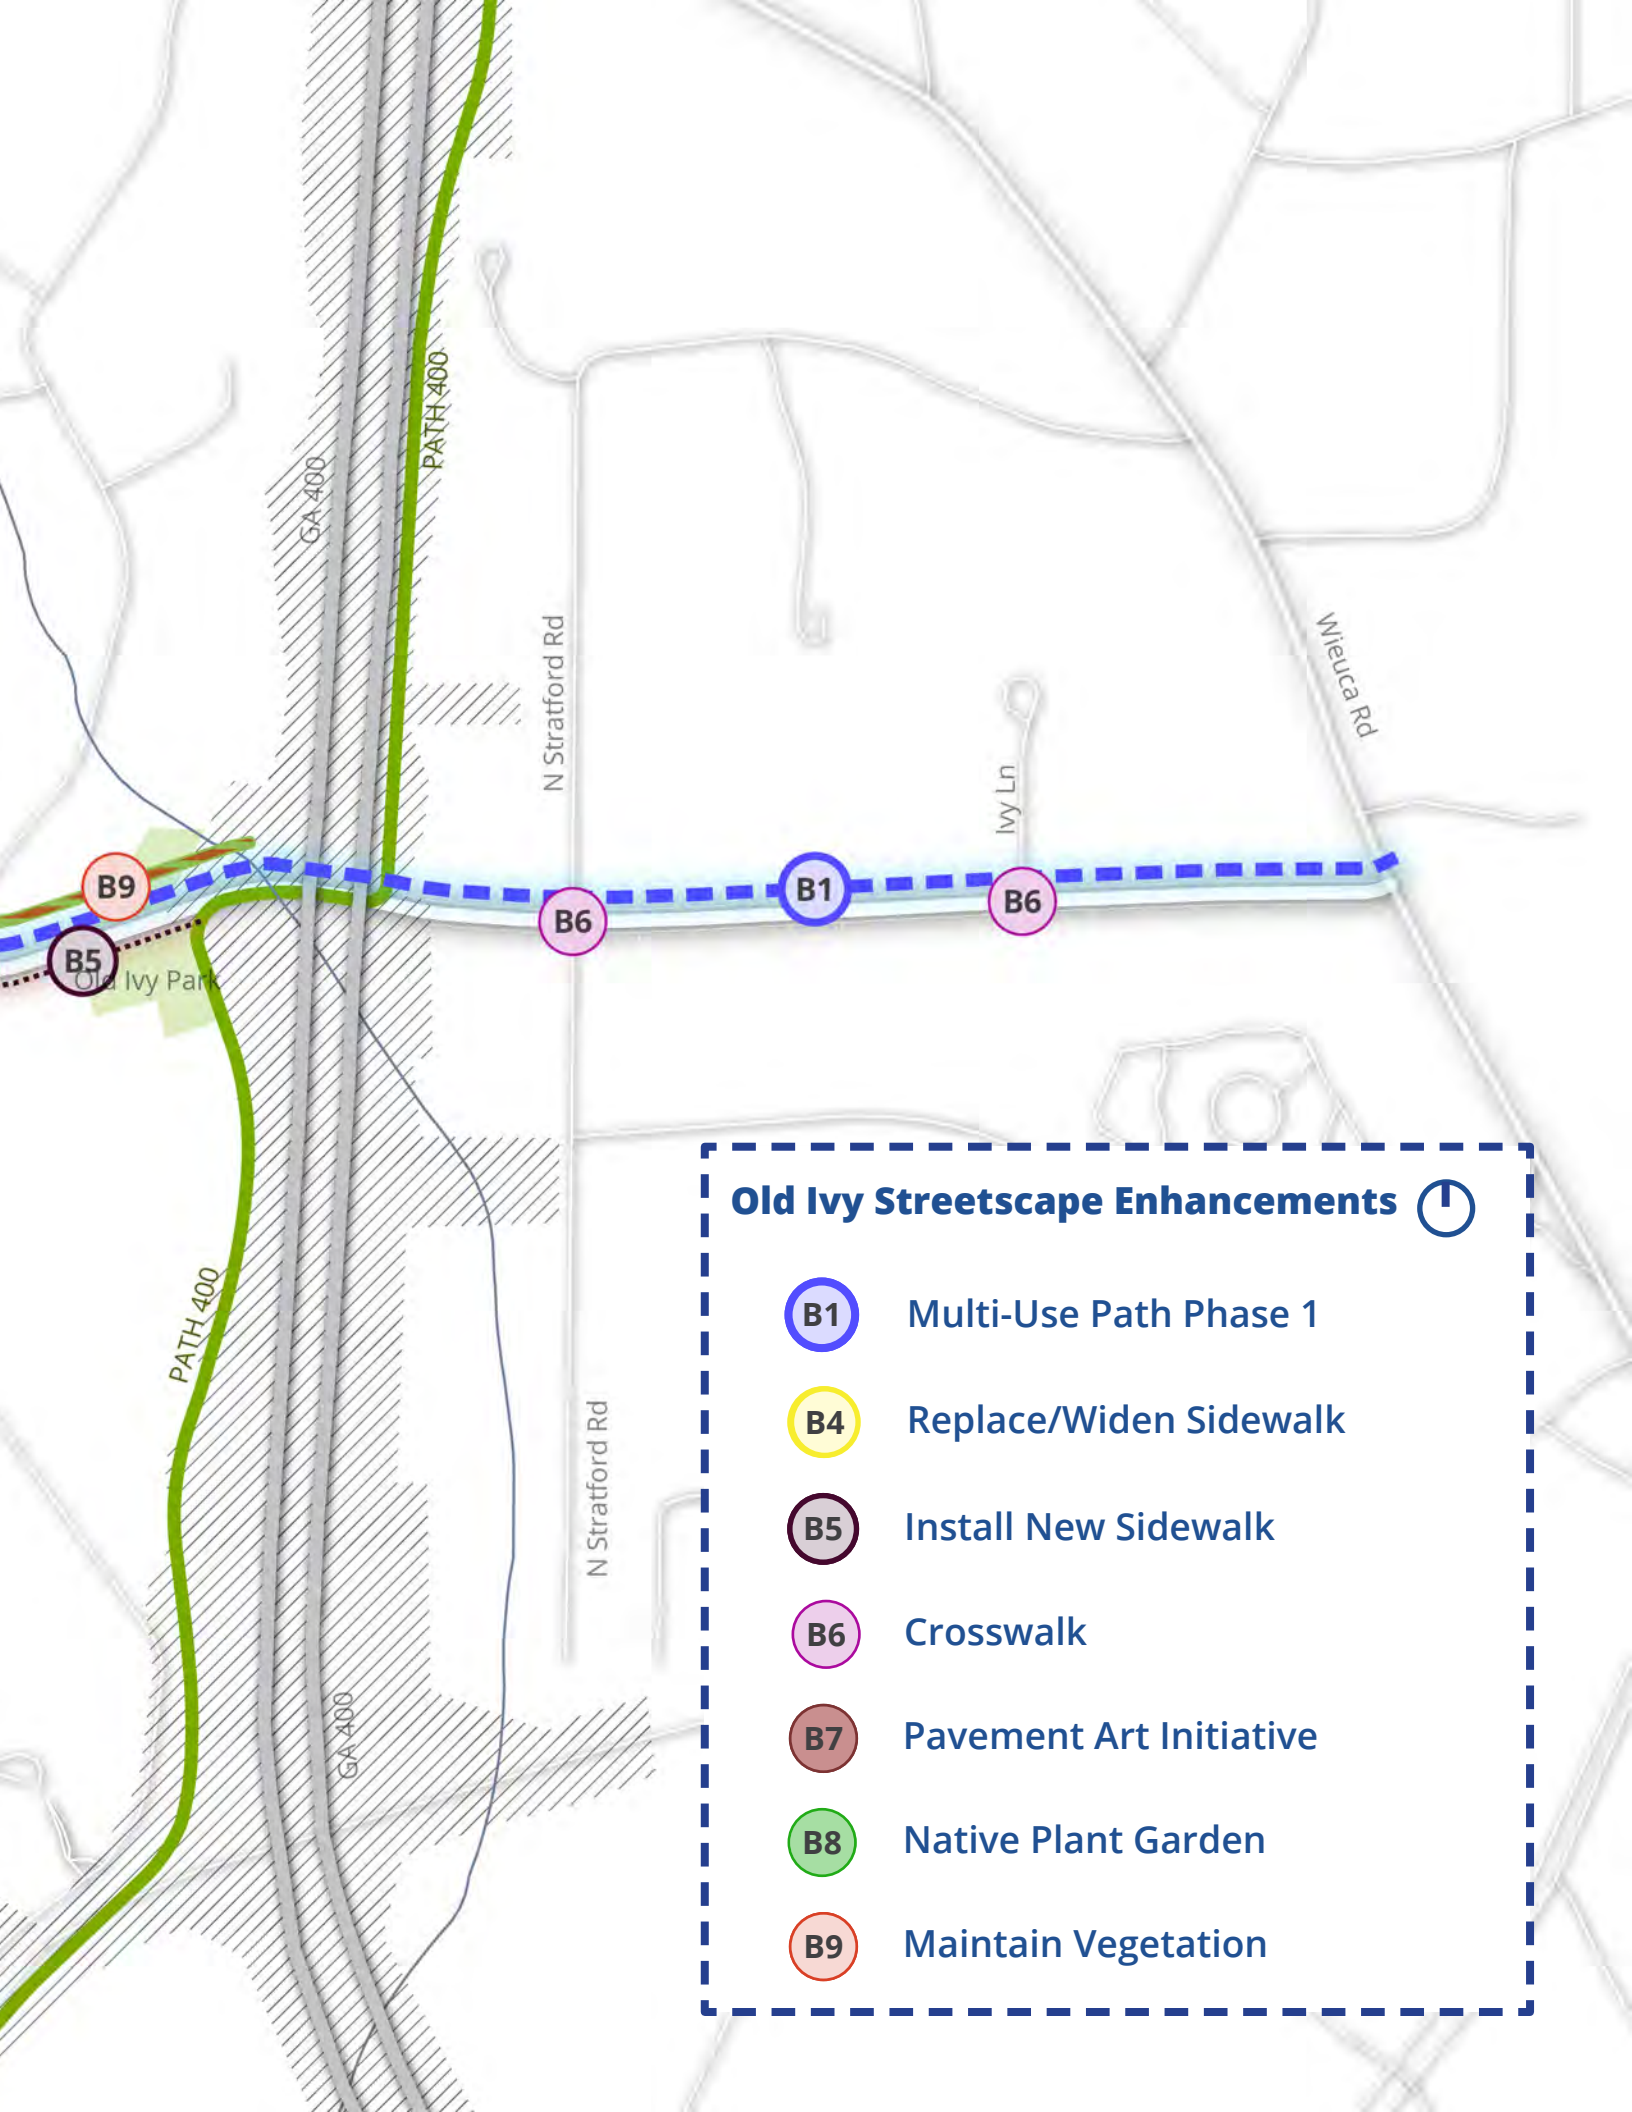 PATH 400
GA 400
N Stratford Rd
Wieuca Rd
Ivy Ln
B9
B1
B6
B6
B5
Old Ivy Park
PATH 400
N Stratford Rd
GA 400
Old Ivy Streetscape Enhancements
B1 Multi-Use Path Phase 1
B4 Replace/Widen Sidewalk
B5 Install New Sidewalk
B6 Crosswalk
B7 Pavement Art Initiative
B8 Native Plant Garden
B9 Maintain Vegetation